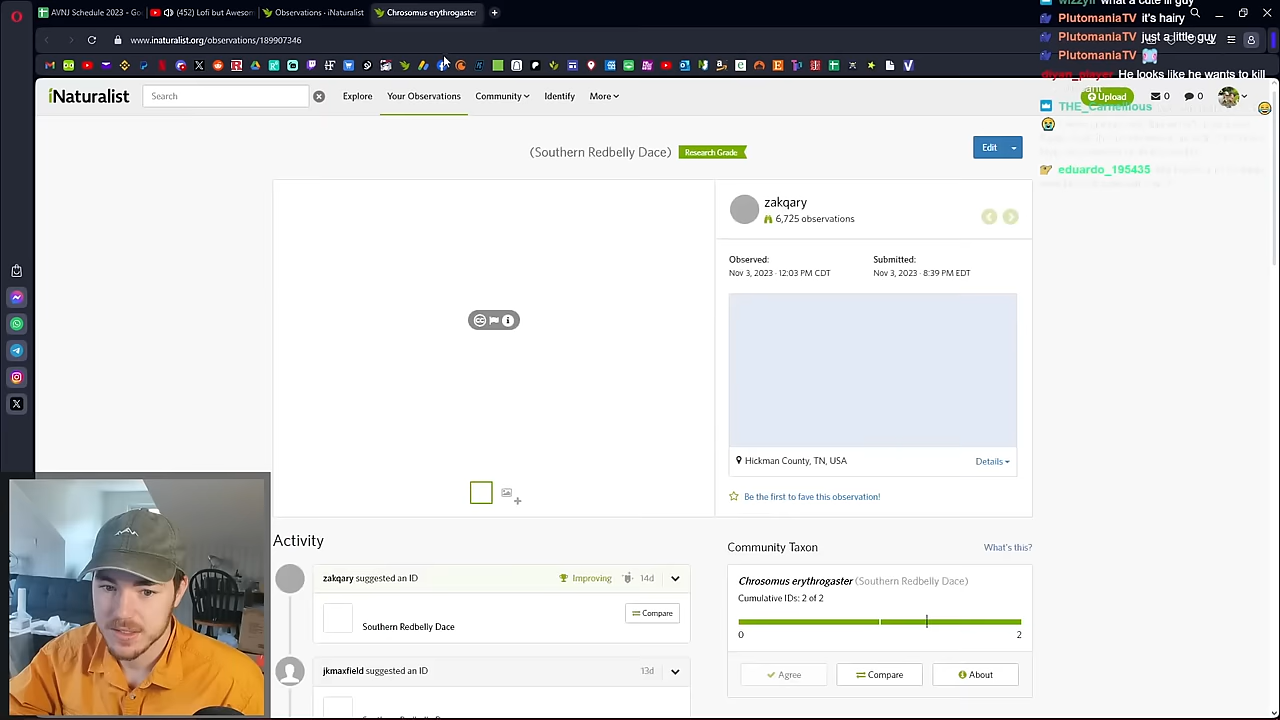 AVNJ Schedule 2023 - Go
(452) Lofi but Aweson
Observations · iNaturalist
Chrosomus erythrogaster
www.inaturalist.org/observations/189907346
what a cute lil guy
PlutomaniaTV it's hairy
PlutomaniaTV just a little guy
PlutomaniaTV
diyan_player He looks like he wants to kill
THE_Carnellious
eduardo_195435
iNaturalist
Search
Explore
Your Observations
Community
Identify
More
Upload
0
0
(Southern Redbelly Dace)
Research Grade
Edit
zakqary
6,725 observations
Observed:
Nov 3, 2023 · 12:03 PM CDT
Submitted:
Nov 3, 2023 · 8:39 PM EDT
Hickman County, TN, USA
Details
Be the first to fave this observation!
Activity
zakqary suggested an ID
Improving
14d
Southern Redbelly Dace
Compare
jkmaxfield suggested an ID
13d
Community Taxon
What's this?
Chrosomus erythrogaster (Southern Redbelly Dace)
Cumulative IDs: 2 of 2
0
2
Agree
Compare
About